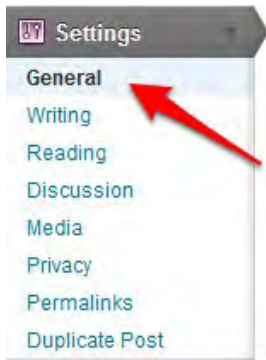 Settings
General
Writing
Reading
Discussion
Media
Privacy
Permalinks
Duplicate Post